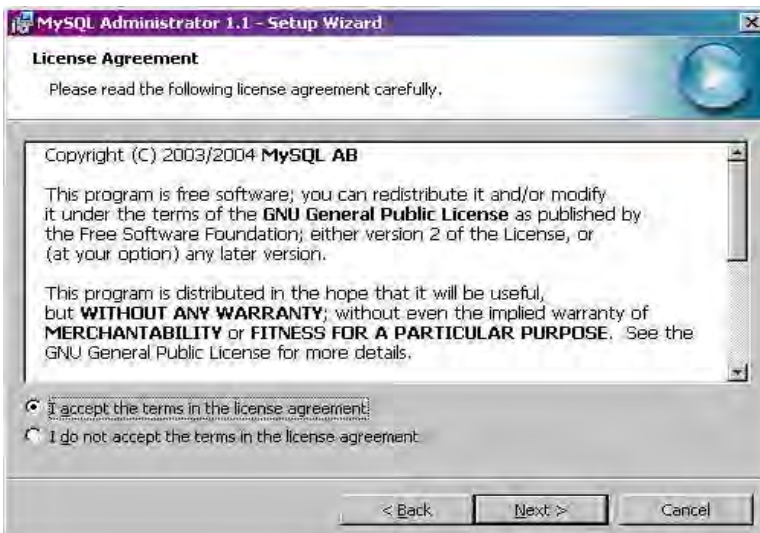 MySQL Administrator 1.1 - Setup Wizard
License Agreement
Please read the following license agreement carefully.
Copyright (C) 2003/2004 MySQL AB
This program is free software; you can redistribute it and/or modify
it under the terms of the GNU General Public License as published by
the Free Software Foundation; either version 2 of the License, or
(at your option) any later version.
This program is distributed in the hope that it will be useful,
but WITHOUT ANY WARRANTY; without even the implied warranty of
MERCHANTABILITY or FITNESS FOR A PARTICULAR PURPOSE. See the
GNU General Public License for more details.
I accept the terms in the license agreement
I do not accept the terms in the license agreement
< Back Next > Cancel